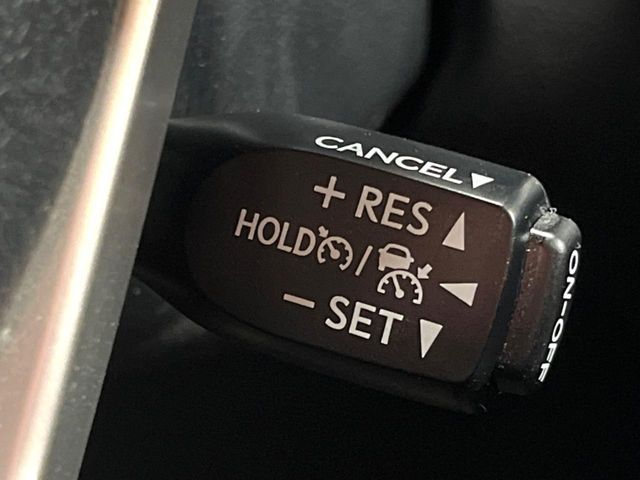 CANCEL▼
+ RES ▲
HOLD / ◀
− SET ▼
ON-OFF